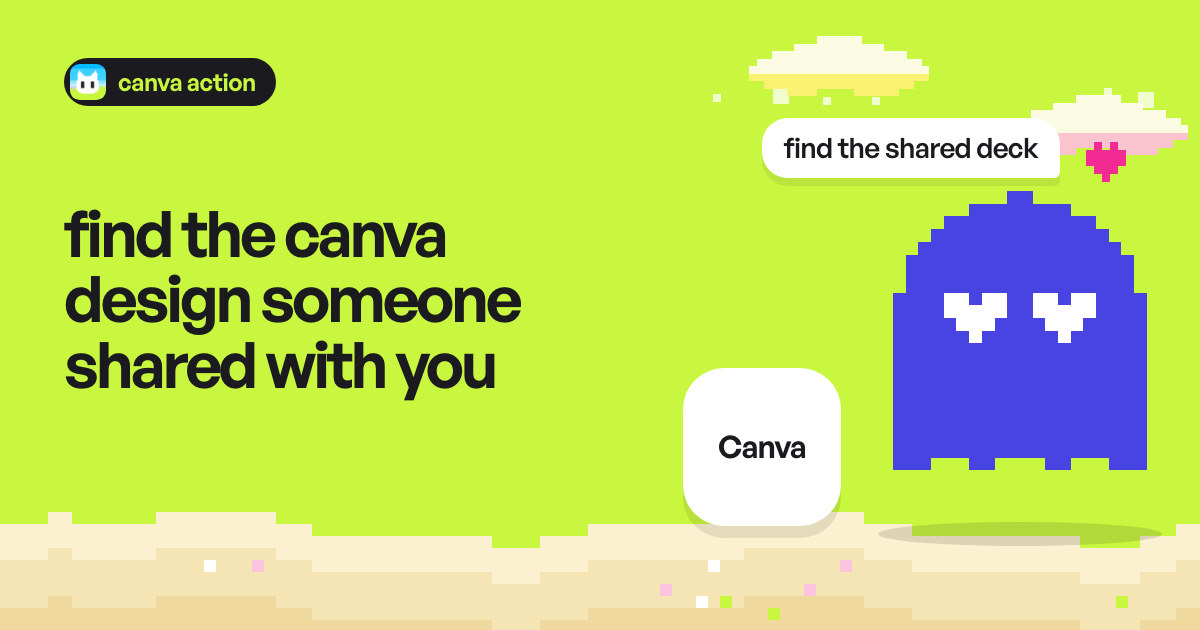 canva action
find the shared deck
find the canva
design someone
shared with you
Canva